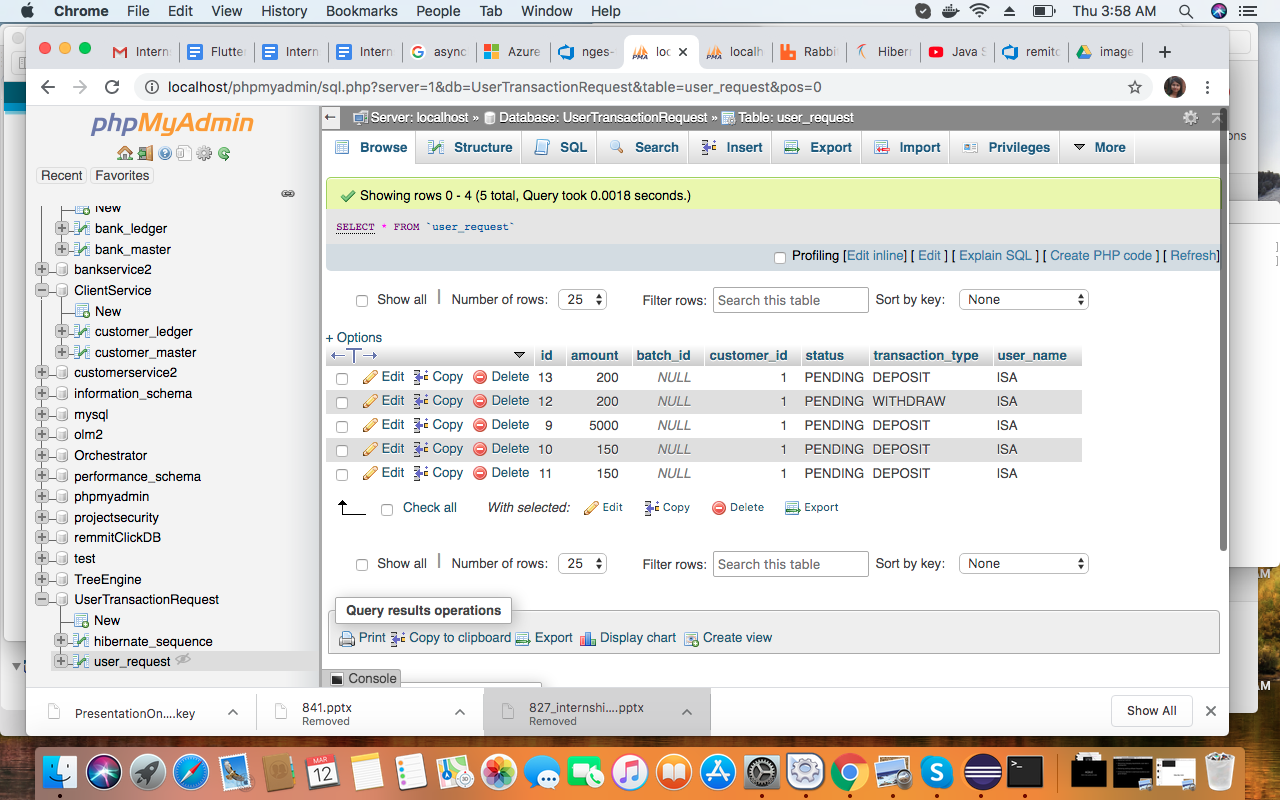 Chrome File Edit View History Bookmarks People Tab Window Help Thu 3:58 AM
Intern Flutte Intern Intern async Azure nges- loc localh Rabbi Hiber Java S remito image
localhost/phpmyadmin/sql.php?server=1&db=UserTransactionRequest&table=user_request&pos=0
phpMyAdmin
Recent Favorites
New
bank_ledger
bank_master
bankservice2
ClientService
New
customer_ledger
customer_master
customerservice2
information_schema
mysql
olm2
Orchestrator
performance_schema
phpmyadmin
projectsecurity
remmitClickDB
test
TreeEngine
UserTransactionRequest
New
hibernate_sequence
user_request
Server: localhost » Database: UserTransactionRequest » Table: user_request
Browse Structure SQL Search Insert Export Import Privileges More
Showing rows 0 - 4 (5 total, Query took 0.0018 seconds.)
SELECT * FROM `user_request`
Profiling [Edit inline] [ Edit ] [ Explain SQL ] [ Create PHP code ] [ Refresh]
Show all | Number of rows: 25 Filter rows: Search this table Sort by key: None
+ Options
id amount batch_id customer_id status transaction_type user_name
Edit Copy Delete 13 200 NULL 1 PENDING DEPOSIT ISA
Edit Copy Delete 12 200 NULL 1 PENDING WITHDRAW ISA
Edit Copy Delete 9 5000 NULL 1 PENDING DEPOSIT ISA
Edit Copy Delete 10 150 NULL 1 PENDING DEPOSIT ISA
Edit Copy Delete 11 150 NULL 1 PENDING DEPOSIT ISA
Check all With selected: Edit Copy Delete Export
Show all | Number of rows: 25 Filter rows: Search this table Sort by key: None
Query results operations
Print Copy to clipboard Export Display chart Create view
Console
PresentationOn....key 841.pptx Removed 827_internshi....pptx Removed Show All
MAR
12